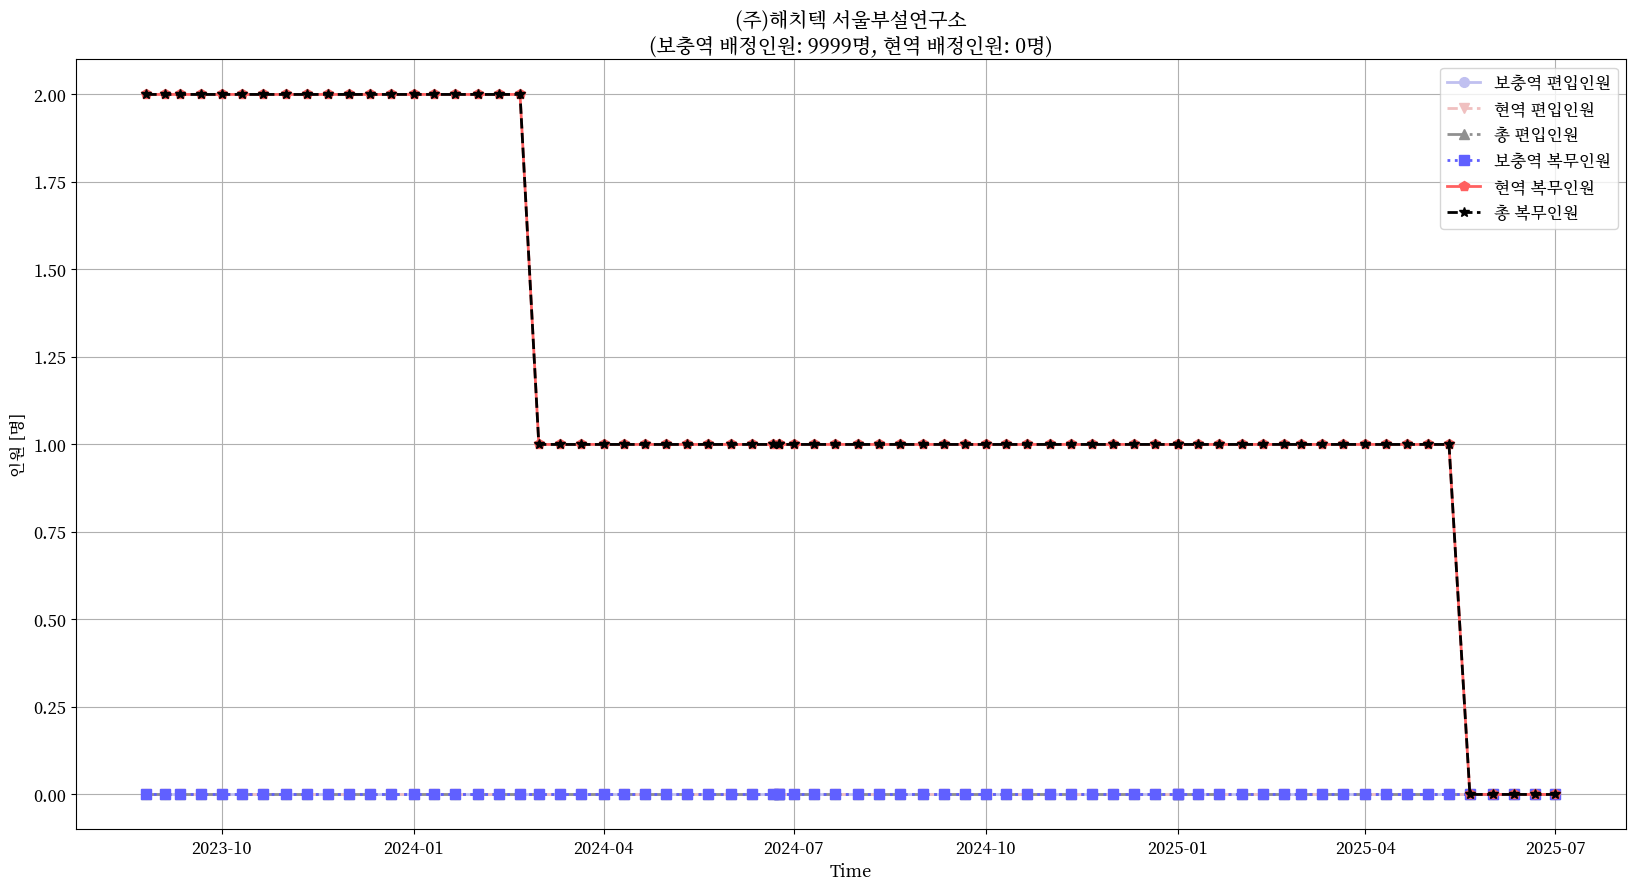 (주)해치텍 서울부설연구소
(보충역 배정인원: 9999명, 현역 배정인원: 0명)
보충역 편입인원
현역 편입인원
총 편입인원
보충역 복무인원
현역 복무인원
총 복무인원
2.00
1.75
1.50
1.25
1.00
0.75
0.50
0.25
0.00
인원 [명]
2023-10
2024-01
2024-04
2024-07
2024-10
2025-01
2025-04
2025-07
Time